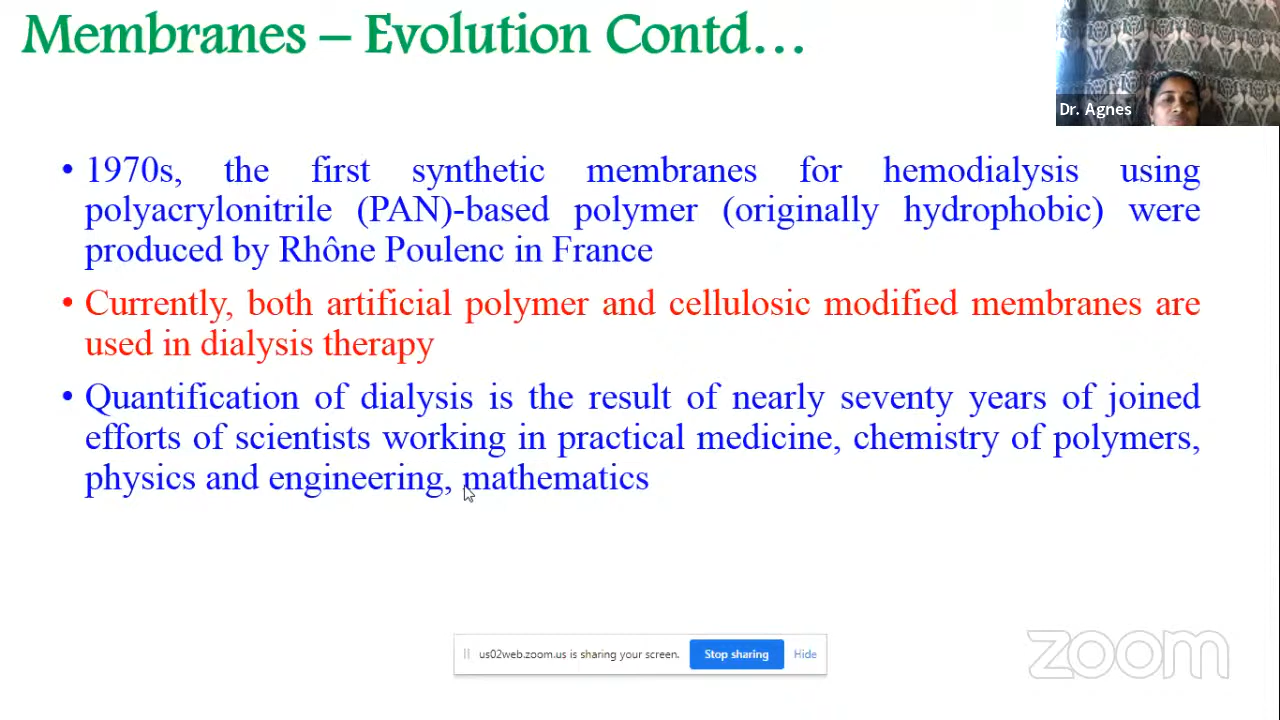 Membranes – Evolution Contd...
Dr. Agnes
• 1970s, the first synthetic membranes for hemodialysis using
polyacrylonitrile (PAN)-based polymer (originally hydrophobic) were
produced by Rhône Poulenc in France
• Currently, both artificial polymer and cellulosic modified membranes are
used in dialysis therapy
• Quantification of dialysis is the result of nearly seventy years of joined
efforts of scientists working in practical medicine, chemistry of polymers,
physics and engineering, mathematics
us02web.zoom.us is sharing your screen. Stop sharing Hide
zoom